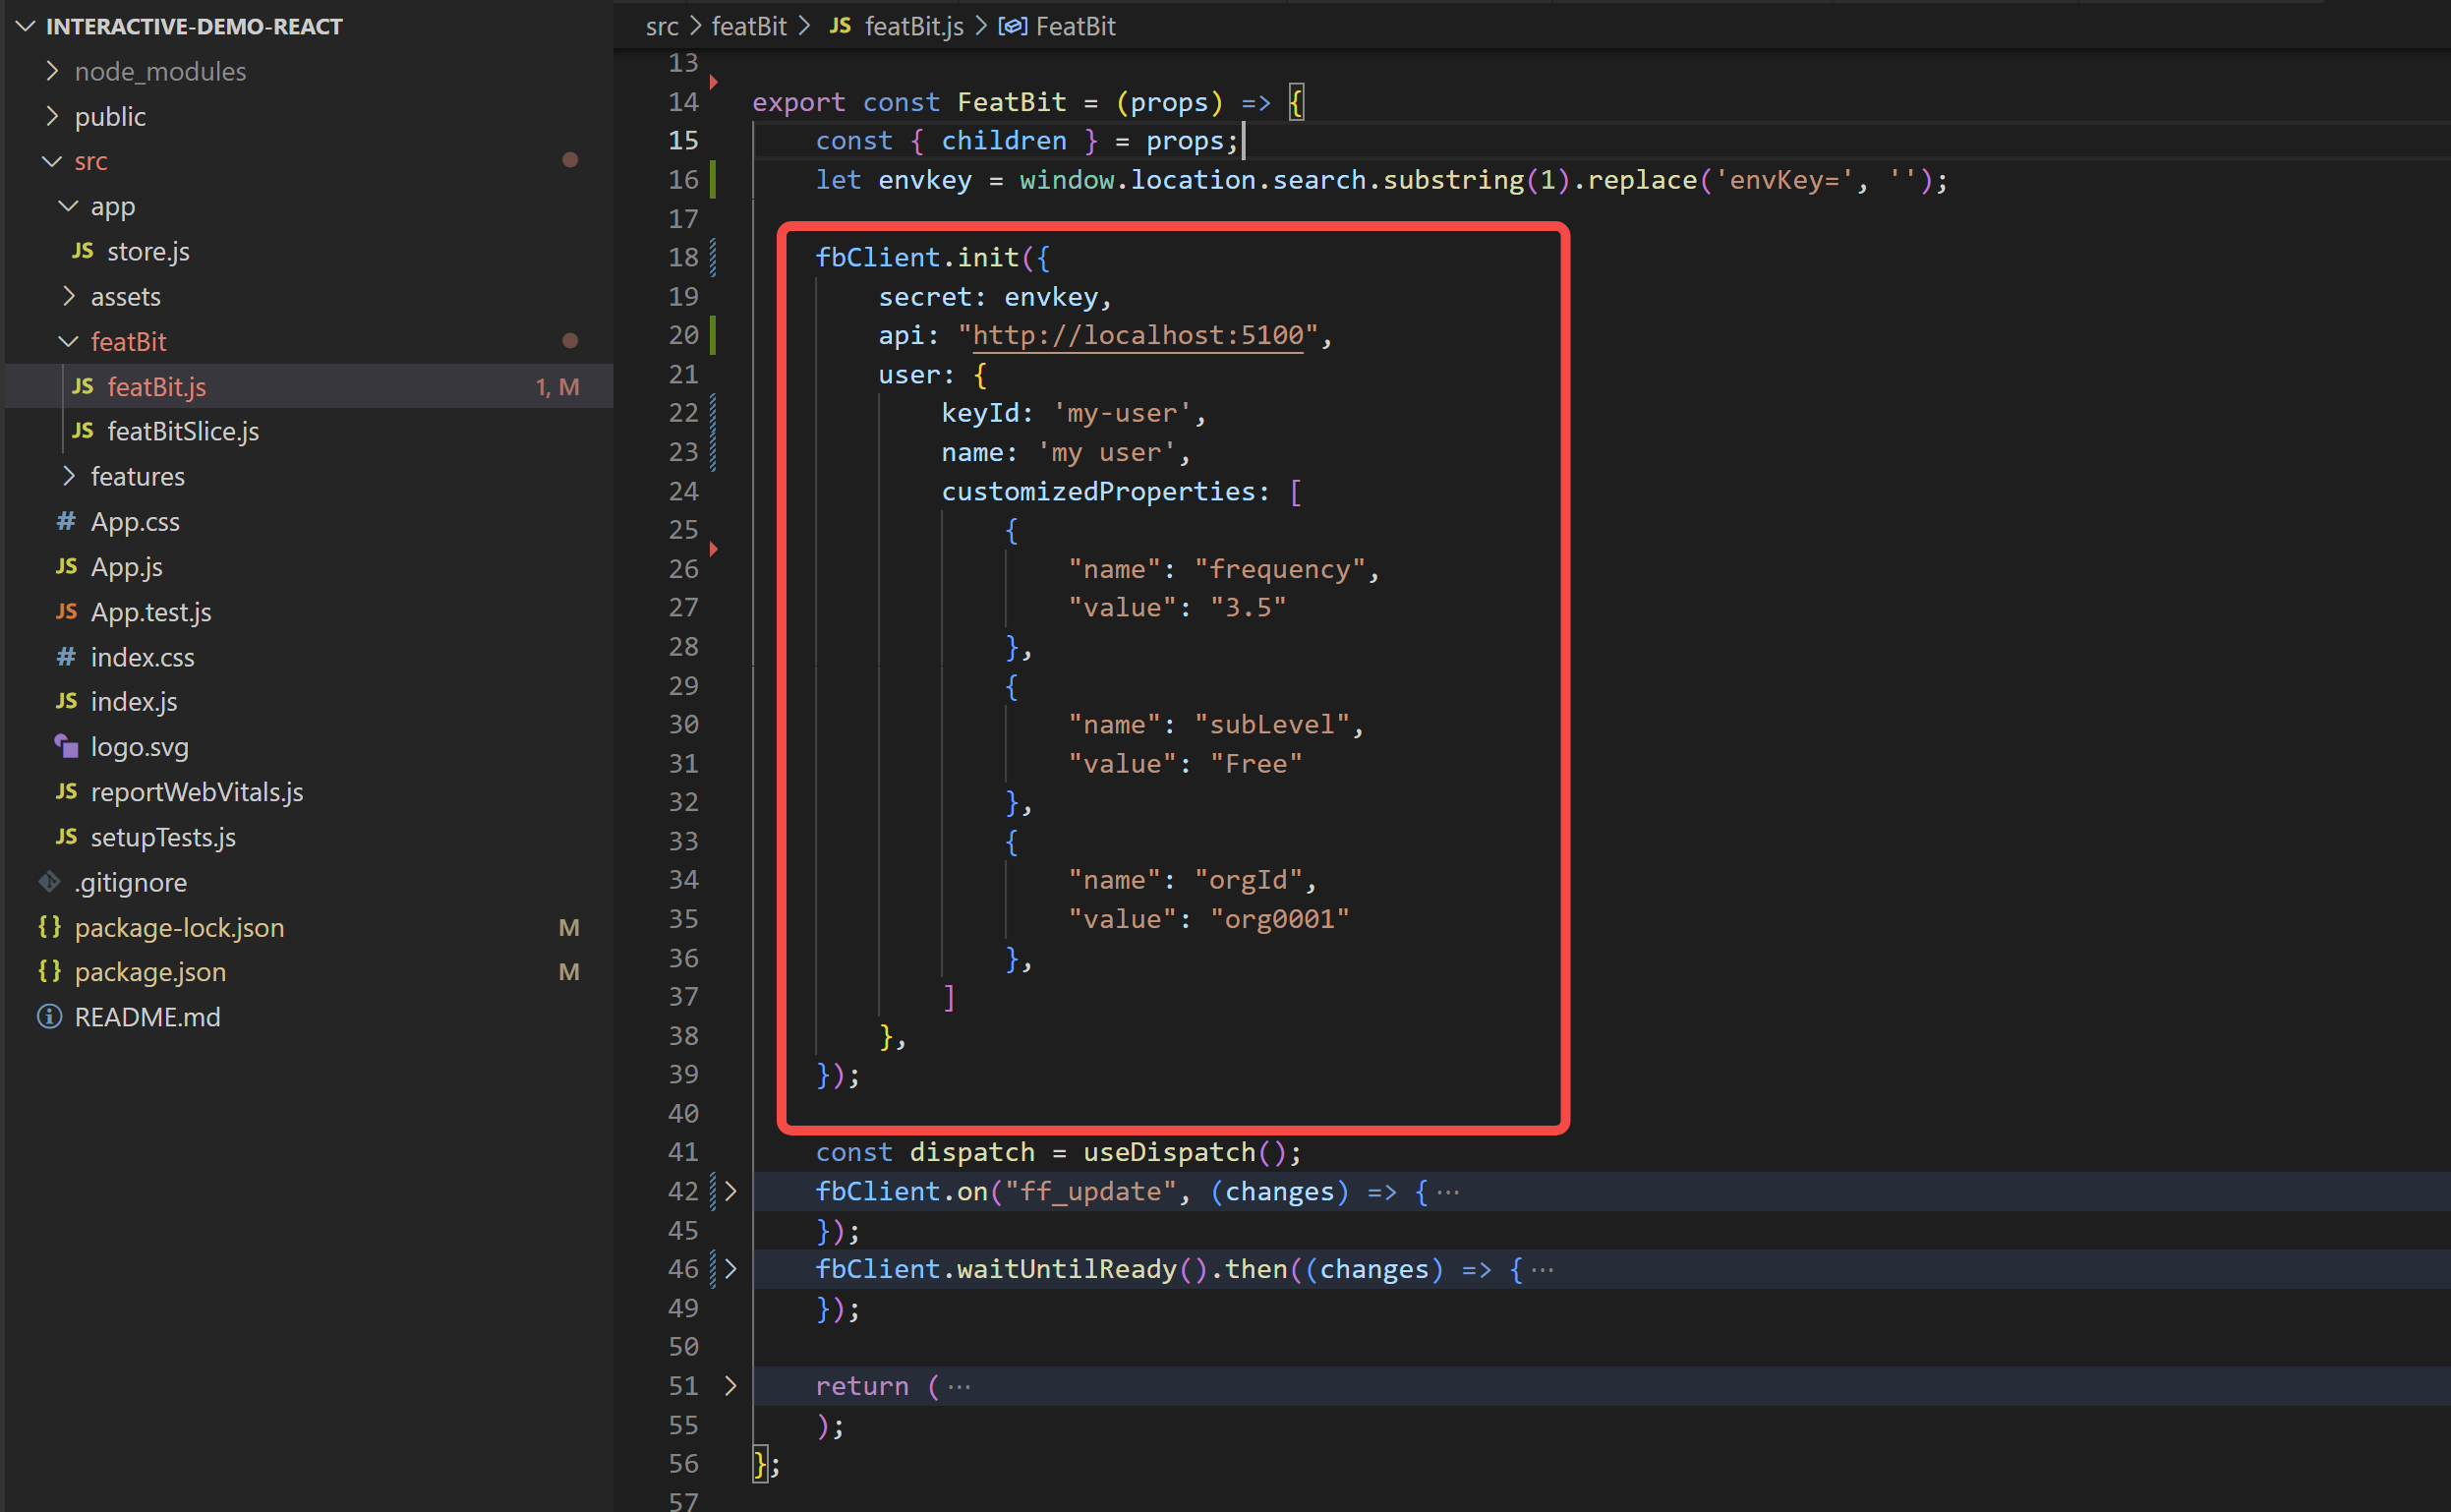 INTERACTIVE-DEMO-REACT
node_modules
public
src
app
JS store.js
assets
featBit
JS featBit.js 1, M
JS featBitSlice.js
features
# App.css
JS App.js
JS App.test.js
# index.css
JS index.js
logo.svg
JS reportWebVitals.js
JS setupTests.js
.gitignore
{} package-lock.json M
{} package.json M
README.md
src > featBit > JS featBit.js > FeatBit
13
14 export const FeatBit = (props) => {
15 const { children } = props;
16 let envkey = window.location.search.substring(1).replace('envKey=', '');
17
18 fbClient.init({
19 secret: envkey,
20 api: "http://localhost:5100",
21 user: {
22 keyId: 'my-user',
23 name: 'my user',
24 customizedProperties: [
25 {
26 "name": "frequency",
27 "value": "3.5"
28 },
29 {
30 "name": "subLevel",
31 "value": "Free"
32 },
33 {
34 "name": "orgId",
35 "value": "org0001"
36 },
37 ]
38 },
39 });
40
41 const dispatch = useDispatch();
42 fbClient.on("ff_update", (changes) => {···
45 });
46 fbClient.waitUntilReady().then((changes) => {···
49 });
50
51 return (···
55 );
56 };
57